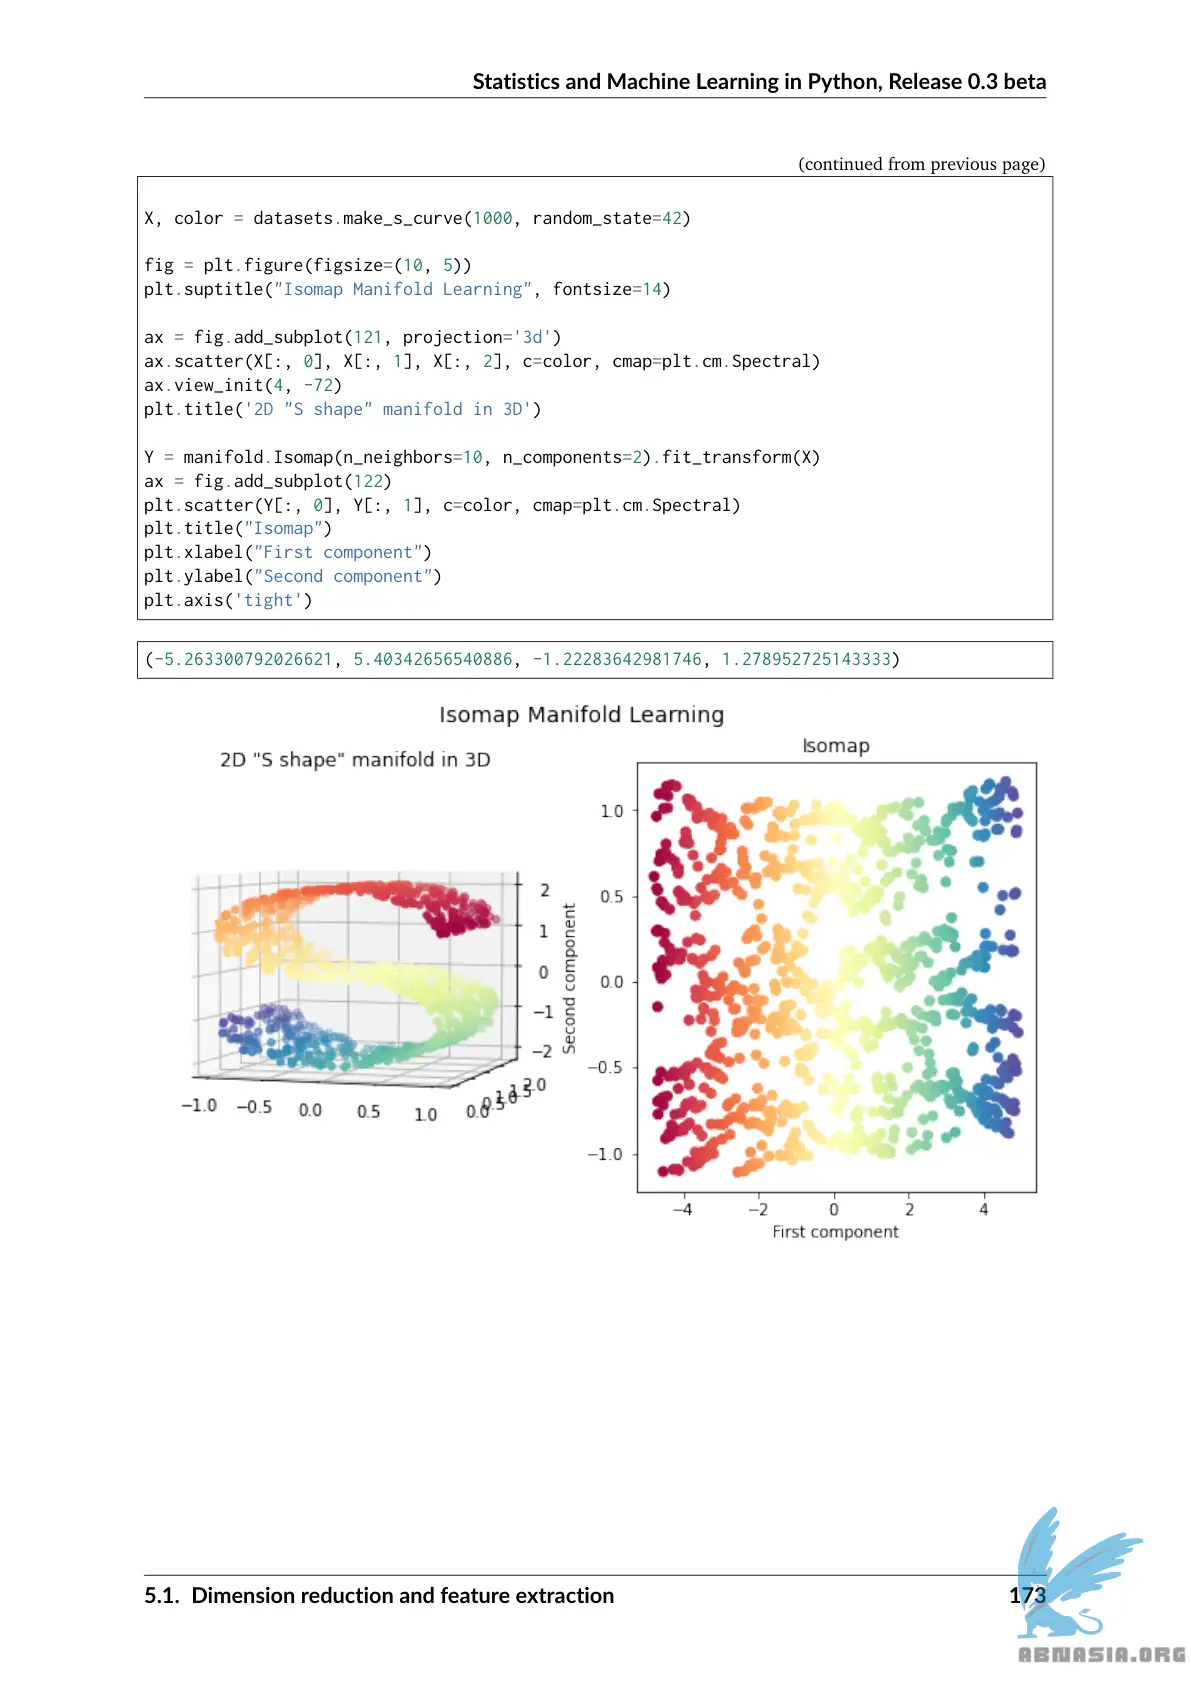 Statistics and Machine Learning in Python, Release 0.3 beta
(continued from previous page)
X, color = datasets.make_s_curve(1000, random_state=42)
fig = plt.figure(figsize=(10, 5))
plt.suptitle("Isomap Manifold Learning", fontsize=14)
ax = fig.add_subplot(121, projection='3d')
ax.scatter(X[:, 0], X[:, 1], X[:, 2], c=color, cmap=plt.cm.Spectral)
ax.view_init(4, -72)
plt.title('2D "S shape" manifold in 3D')
Y = manifold.Isomap(n_neighbors=10, n_components=2).fit_transform(X)
ax = fig.add_subplot(122)
plt.scatter(Y[:, 0], Y[:, 1], c=color, cmap=plt.cm.Spectral)
plt.title("Isomap")
plt.xlabel("First component")
plt.ylabel("Second component")
plt.axis('tight')
(-5.263300792026621, 5.40342656540886, -1.22283642981746, 1.278952725143333)
Isomap Manifold Learning
2D "S shape" manifold in 3D
2
1
0
−1
−2
−1.0 −0.5 0.0 0.5 1.0
0.0 0.5 1.0 1.5 2.0
Isomap
Second component
1.0
0.5
0.0
−0.5
−1.0
−4 −2 0 2 4
First component
5.1. Dimension reduction and feature extraction 173
ABNASIA.ORG